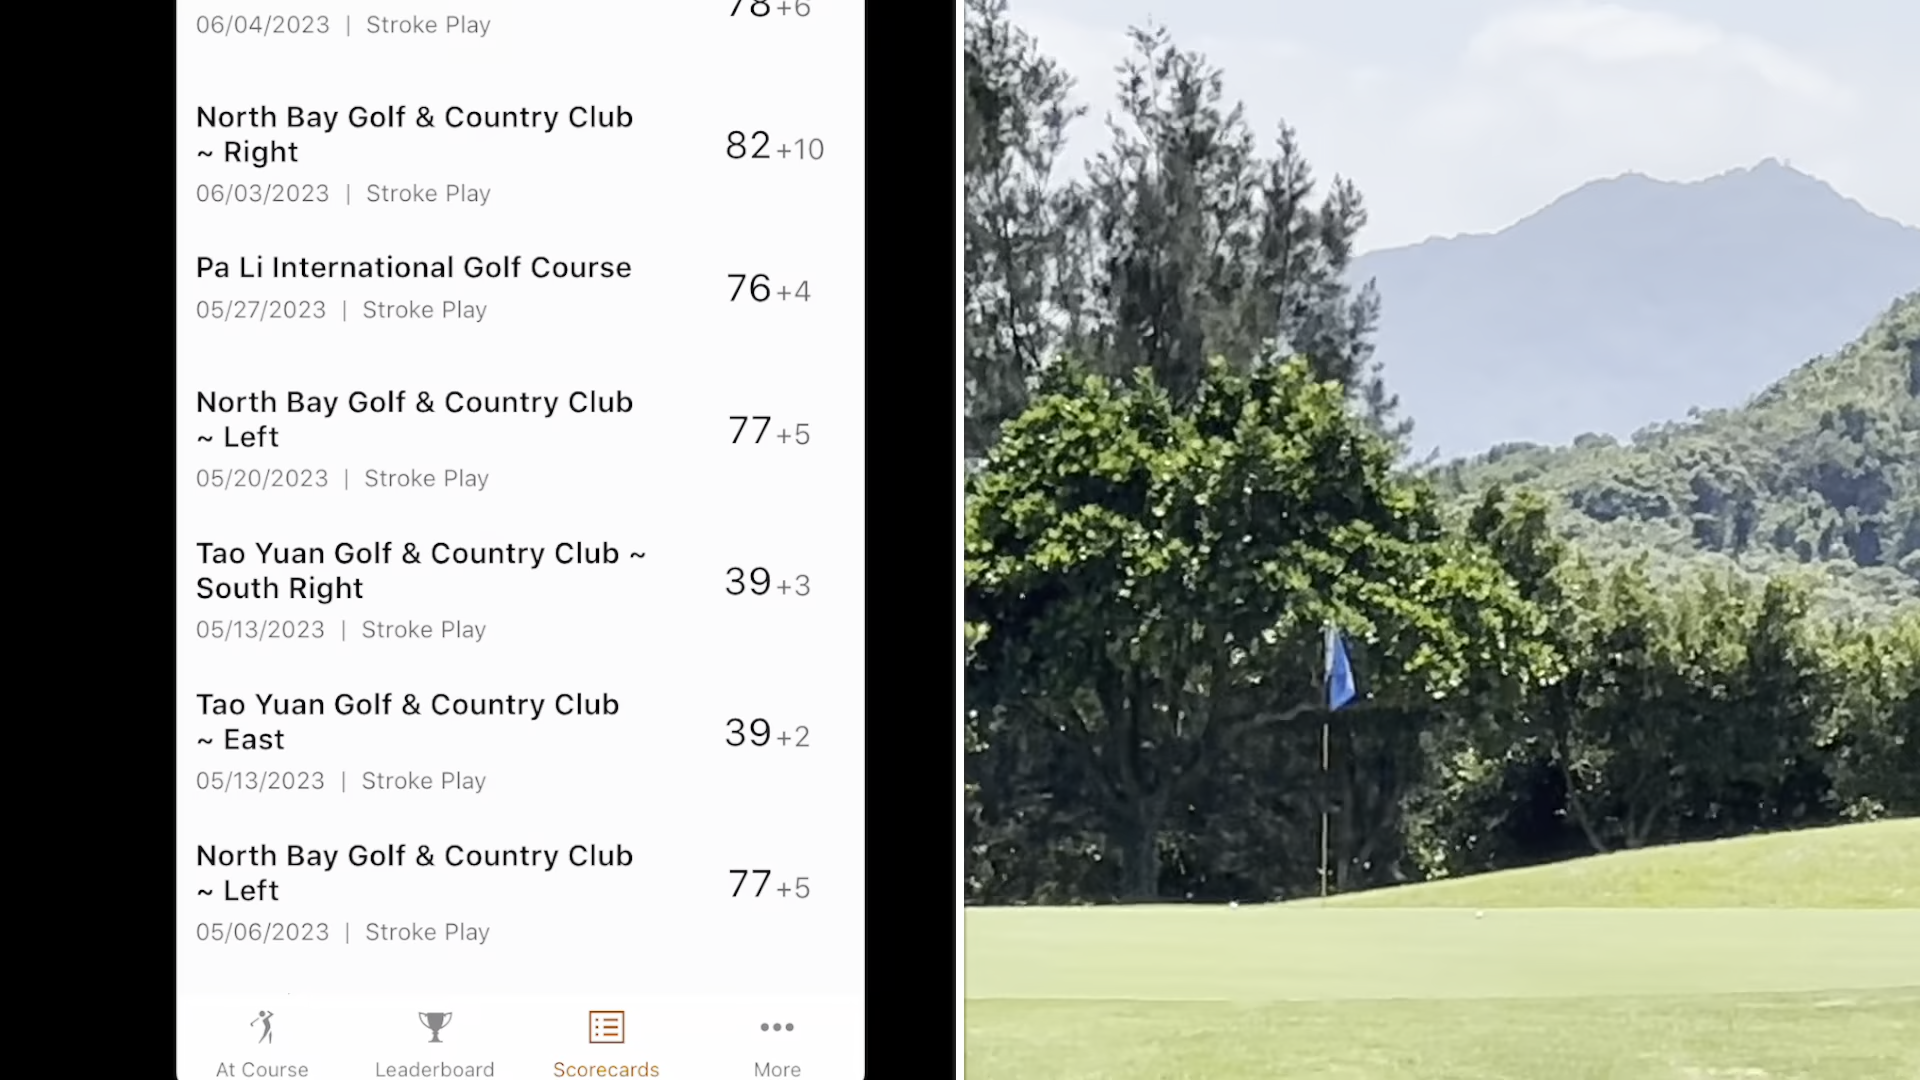 78+6
06/04/2023 | Stroke Play
North Bay Golf & Country Club
~ Right
82+10
06/03/2023 | Stroke Play
Pa Li International Golf Course
76+4
05/27/2023 | Stroke Play
North Bay Golf & Country Club
~ Left
77+5
05/20/2023 | Stroke Play
Tao Yuan Golf & Country Club ~
South Right
39+3
05/13/2023 | Stroke Play
Tao Yuan Golf & Country Club
~ East
39+2
05/13/2023 | Stroke Play
North Bay Golf & Country Club
~ Left
77+5
05/06/2023 | Stroke Play
At Course
Leaderboard
Scorecards
More